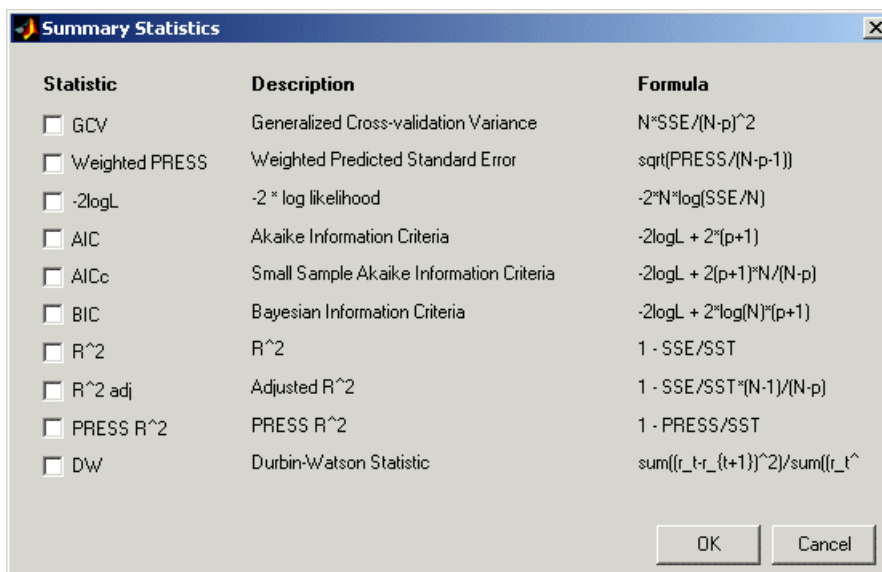 Summary Statistics
Statistic Description Formula
GCV Generalized Cross-validation Variance N*SSE/(N-p)^2
Weighted PRESS Weighted Predicted Standard Error sqrt(PRESS/(N-p-1))
-2logL -2 * log likelihood -2*N*log(SSE/N)
AIC Akaike Information Criteria -2logL + 2*(p+1)
AICc Small Sample Akaike Information Criteria -2logL + 2(p+1)*N/(N-p)
BIC Bayesian Information Criteria -2logL + 2*log(N)*(p+1)
R^2 R^2 1 - SSE/SST
R^2 adj Adjusted R^2 1 - SSE/SST*(N-1)/(N-p)
PRESS R^2 PRESS R^2 1 - PRESS/SST
DW Durbin-Watson Statistic sum((r_t-r_{t+1})^2)/sum((r_t^
OK Cancel